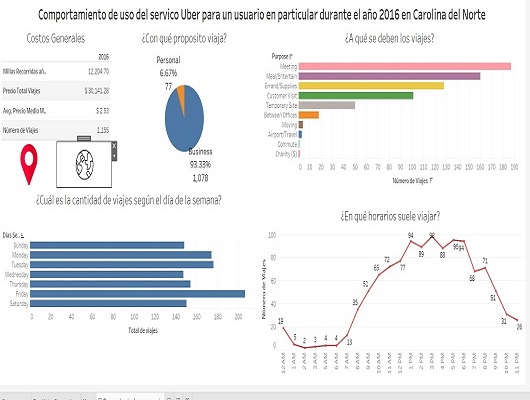 Comportamiento de uso del servico Uber para un usuario en particular durante el año 2016 en Carolina del Norte
Costos Generales
2016
Millas Recorridas añ..
12,204.70
Precio Total Viajes
$ 30,141.28
Avg. Precio Medio M..
$ 2.53
Número de Viajes
1,155
¿Con qué proposito viaja?
Personal
6.67%
77
Business
93.33%
1,078
¿A qué se deben los viajes?
Purpose
Meeting
Meal/Entertain
Errand/Supplies
Customer Visit
Temporary Site
Between Offices
Moving
Airport/Travel
Commute
Charity ($)
0 10 20 30 40 50 60 70 80 90 100 110 120 130 140 150 160 170 180 190
Número de Viajes
¿Cuál es la cantidad de viajes según el día de la semana?
Días Se..
Sunday
Monday
Tuesday
Wednesday
Thursday
Friday
Saturday
0 20 40 60 80 100 120 140 160 180 200
Total de viajes
¿En qué horarios suele viajar?
Número de Viajes
100
80
60
40
20
0
19 5 2 3 4 4 13 35 51 65 72 77 94 89 98 88 95 94 68 71 51 31 26
12 AM 1 AM 2 AM 3 AM 4 AM 5 AM 6 AM 7 AM 8 AM 9 AM 10 AM 11 AM 12 PM 1 PM 2 PM 3 PM 4 PM 5 PM 6 PM 7 PM 8 PM 9 PM 10 PM 11 PM